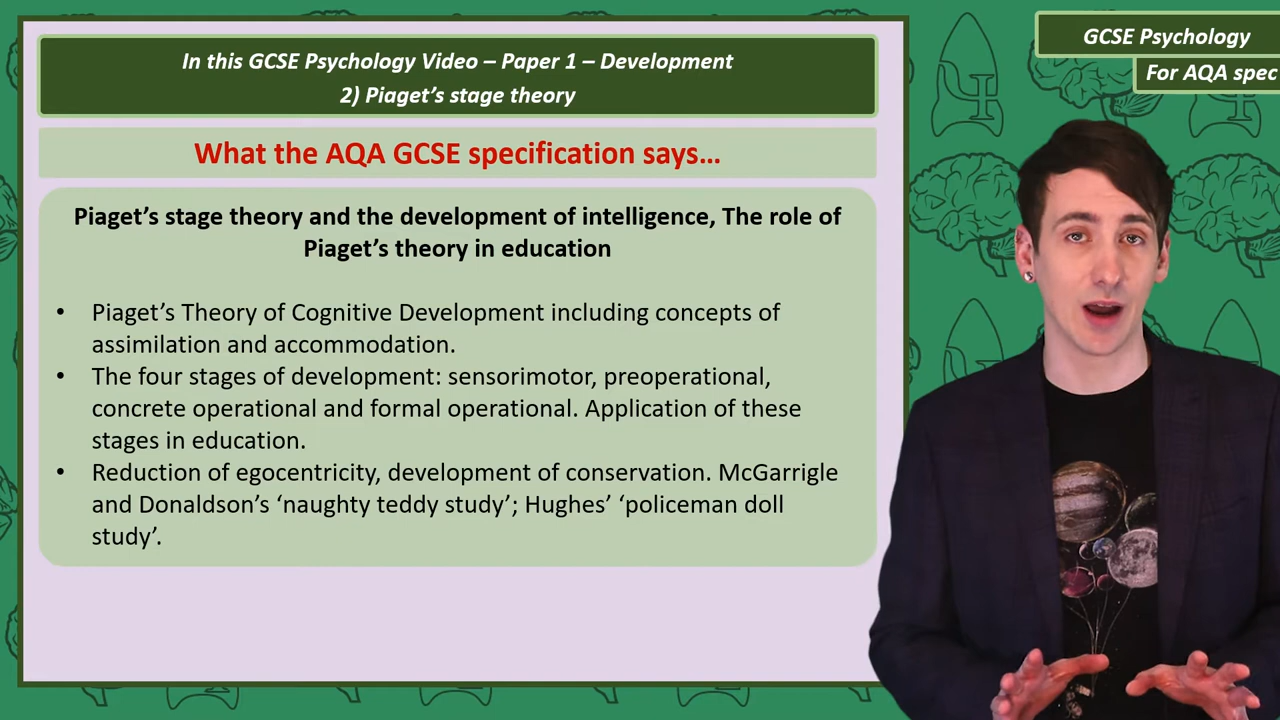 In this GCSE Psychology Video – Paper 1 – Development
2) Piaget’s stage theory
GCSE Psychology
For AQA spec
What the AQA GCSE specification says…
Piaget’s stage theory and the development of intelligence, The role of
Piaget’s theory in education
• Piaget’s Theory of Cognitive Development including concepts of
assimilation and accommodation.
• The four stages of development: sensorimotor, preoperational,
concrete operational and formal operational. Application of these
stages in education.
• Reduction of egocentricity, development of conservation. McGarrigle
and Donaldson’s ‘naughty teddy study’; Hughes’ ‘policeman doll
study’.